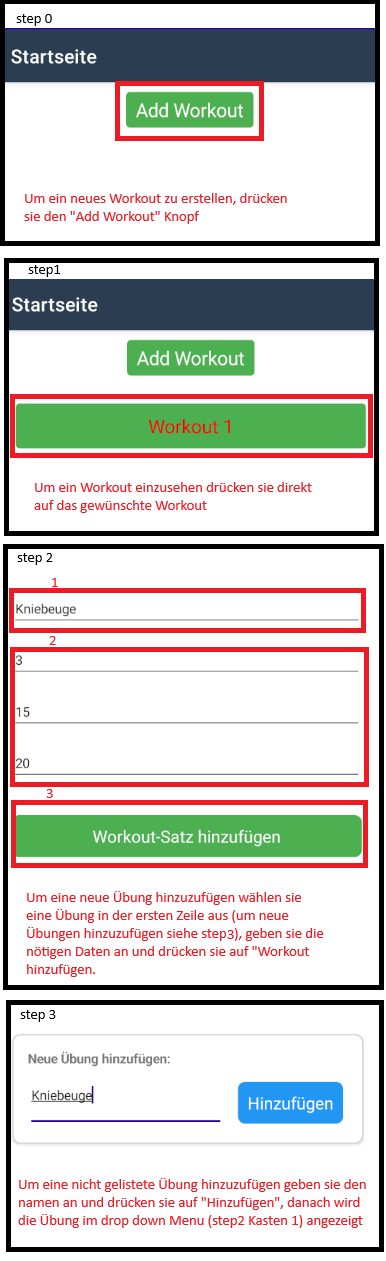 step 0
Startseite
Add Workout
Um ein neues Workout zu erstellen, drücken
sie den "Add Workout" Knopf
step1
Startseite
Add Workout
Workout 1
Um ein Workout einzusehen drücken sie direkt
auf das gewünschte Workout
step 2
1
Kniebeuge
2
3
15
20
3
Workout-Satz hinzufügen
Um eine neue Übung hinzuzufügen wählen sie
eine Übung in der ersten Zeile aus (um neue
Übungen hinzuzufügen siehe step3), geben sie die
nötigen Daten an und drücken sie auf "Workout
hinzufügen.
step 3
Neue Übung hinzufügen:
Kniebeuge
Hinzufügen
Um eine nicht gelistete Übung hinzuzufügen geben sie den
namen an und drücken sie auf "Hinzufügen", danach wird
die Übung im drop down Menu (step2 Kasten 1) angezeigt